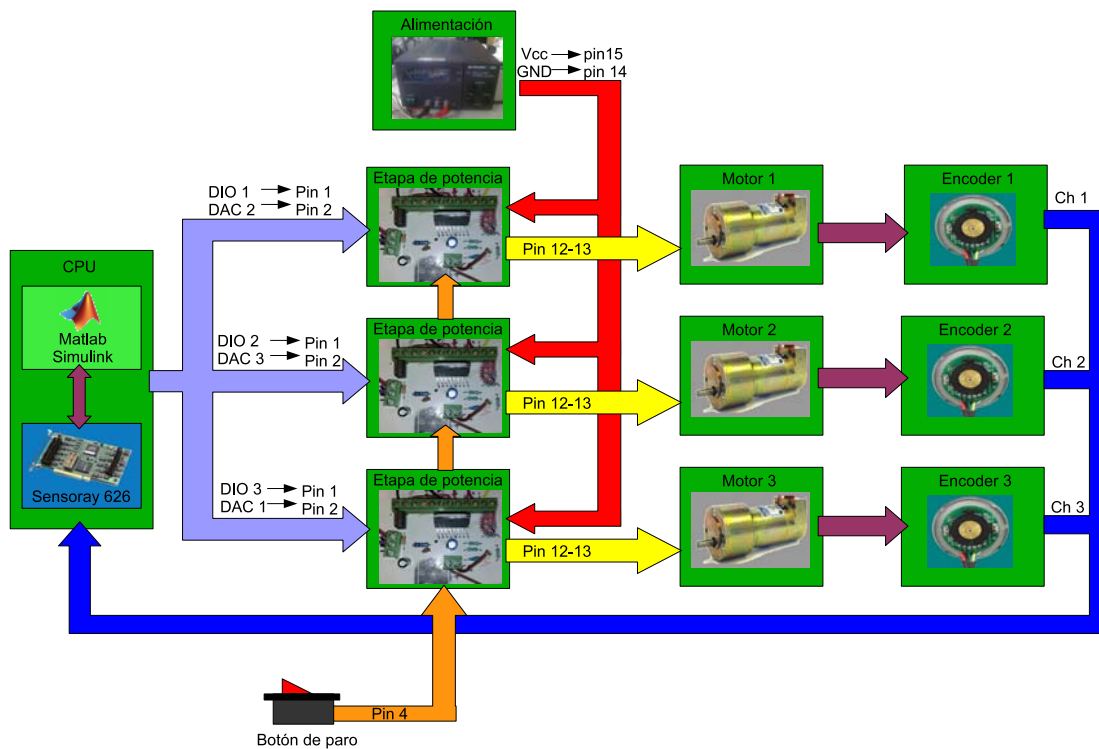 Alimentación
Vcc pin15
GND pin 14
Etapa de potencia
Motor 1
Encoder 1
DIO 1 Pin 1
DAC 2 Pin 2
Ch 1
Pin 12-13
CPU
Matlab
Simulink
Sensoray 626
Etapa de potencia
Motor 2
Encoder 2
DIO 2 Pin 1
DAC 3 Pin 2
Ch 2
Pin 12-13
Etapa de potencia
Motor 3
Encoder 3
DIO 3 Pin 1
DAC 1 Pin 2
Ch 3
Pin 12-13
Pin 4
Botón de paro